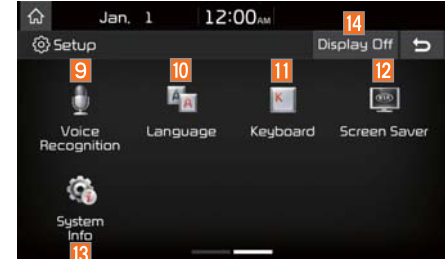 Jan. 1 12:00AM
14
Setup Display Off
9 10 11 12
A A K KIA
Voice Recognition Language Keyboard Screen Saver
System
Info
13